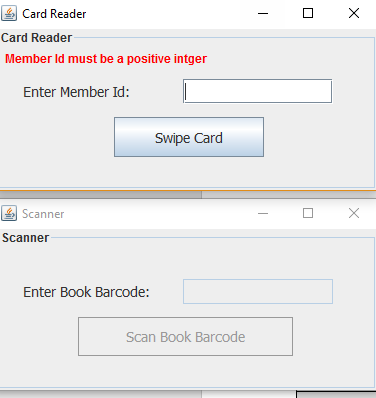 Card Reader
Card Reader
Member Id must be a positive intger
Enter Member Id:
Swipe Card
Scanner
Scanner
Enter Book Barcode:
Scan Book Barcode